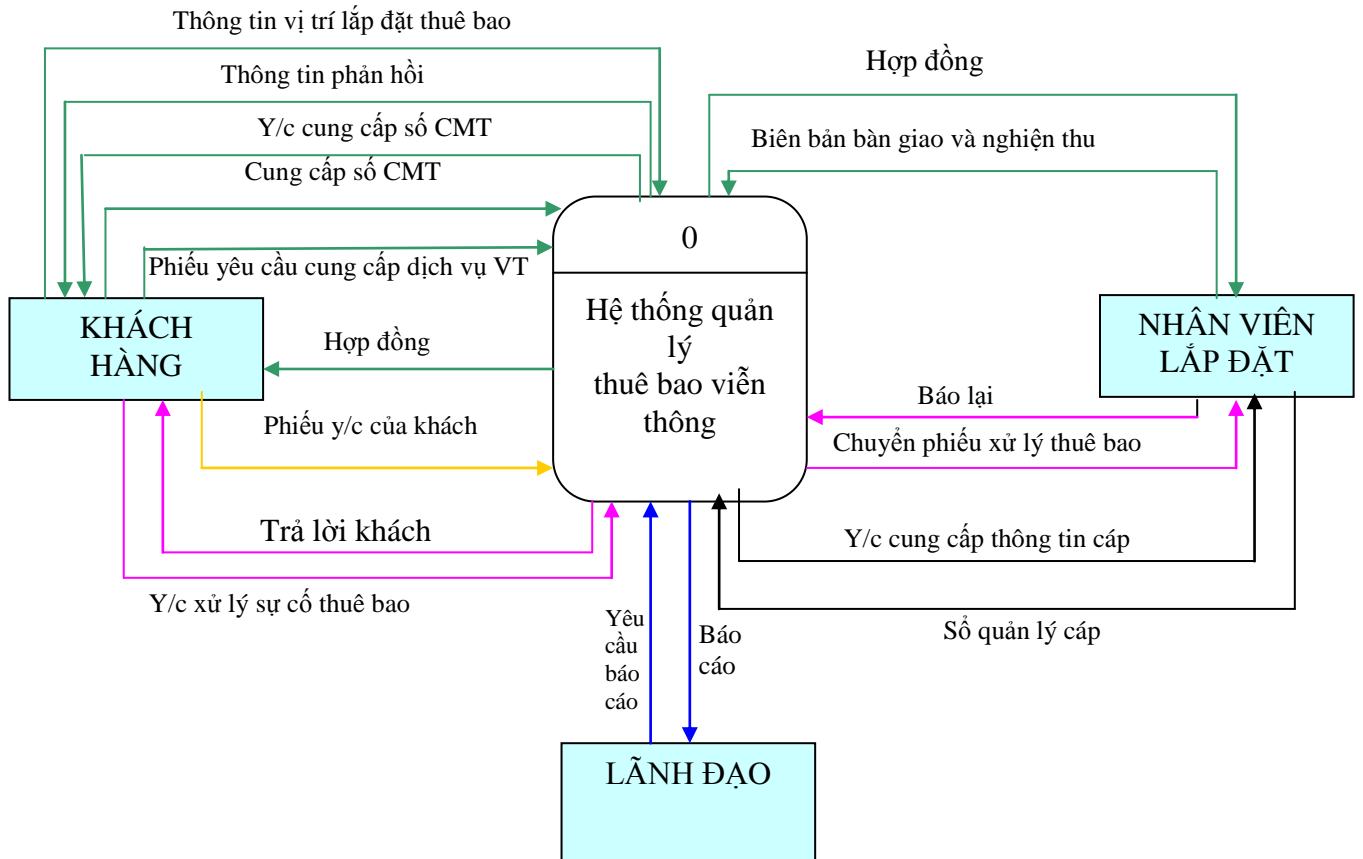 Thông tin vị trí lắp đặt thuê bao
Thông tin phản hồi
Hợp đồng
Y/c cung cấp số CMT
Biên bản bàn giao và nghiện thu
Cung cấp số CMT
0
Phiếu yêu cầu cung cấp dịch vụ VT
KHÁCH
HÀNG
Hệ thống quản
lý
thuê bao viễn
thông
NHÂN VIÊN
LẮP ĐẶT
Hợp đồng
Báo lại
Phiếu y/c của khách
Chuyển phiếu xử lý thuê bao
Trả lời khách
Y/c cung cấp thông tin cáp
Y/c xử lý sự cố thuê bao
Sổ quản lý cáp
Yêu
cầu
báo
cáo
Báo
cáo
LÃNH ĐẠO